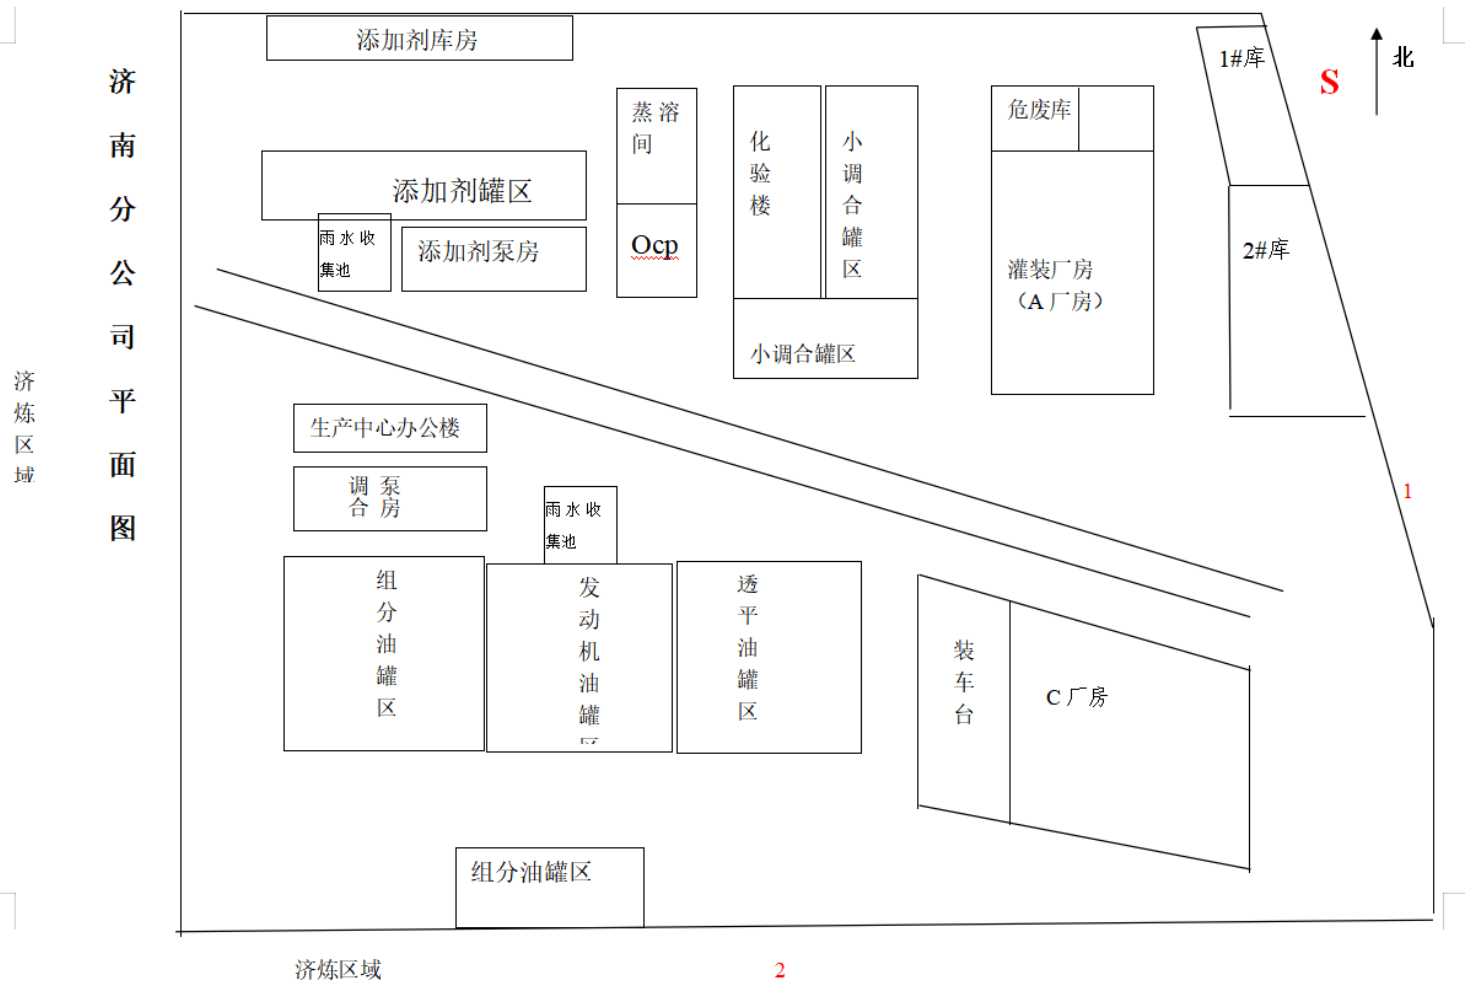 济南分公司平面图
添加剂库房
1#库
S
北
蒸溶
间
化验楼
小调合罐区
危废库
添加剂罐区
雨水收
集池
添加剂泵房
Ocp
灌装厂房
（A厂房）
2#库
小调合罐区
济炼区域
生产中心办公楼
调泵
合房
雨水收
集池
1
组分油罐区
发动机油罐区
透平油罐区
装车台
C厂房
组分油罐区
济炼区域
2